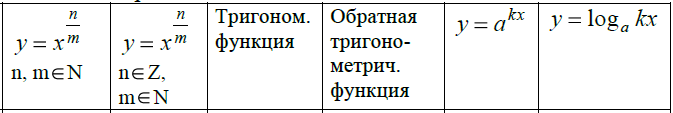 y = x^{n/m}
n, m∈N
y = x^{n/m}
n∈Z,
m∈N
Тригоном.
функция
Обратная
тригоно-
метрич.
функция
y = a^{kx}
y = log_a kx